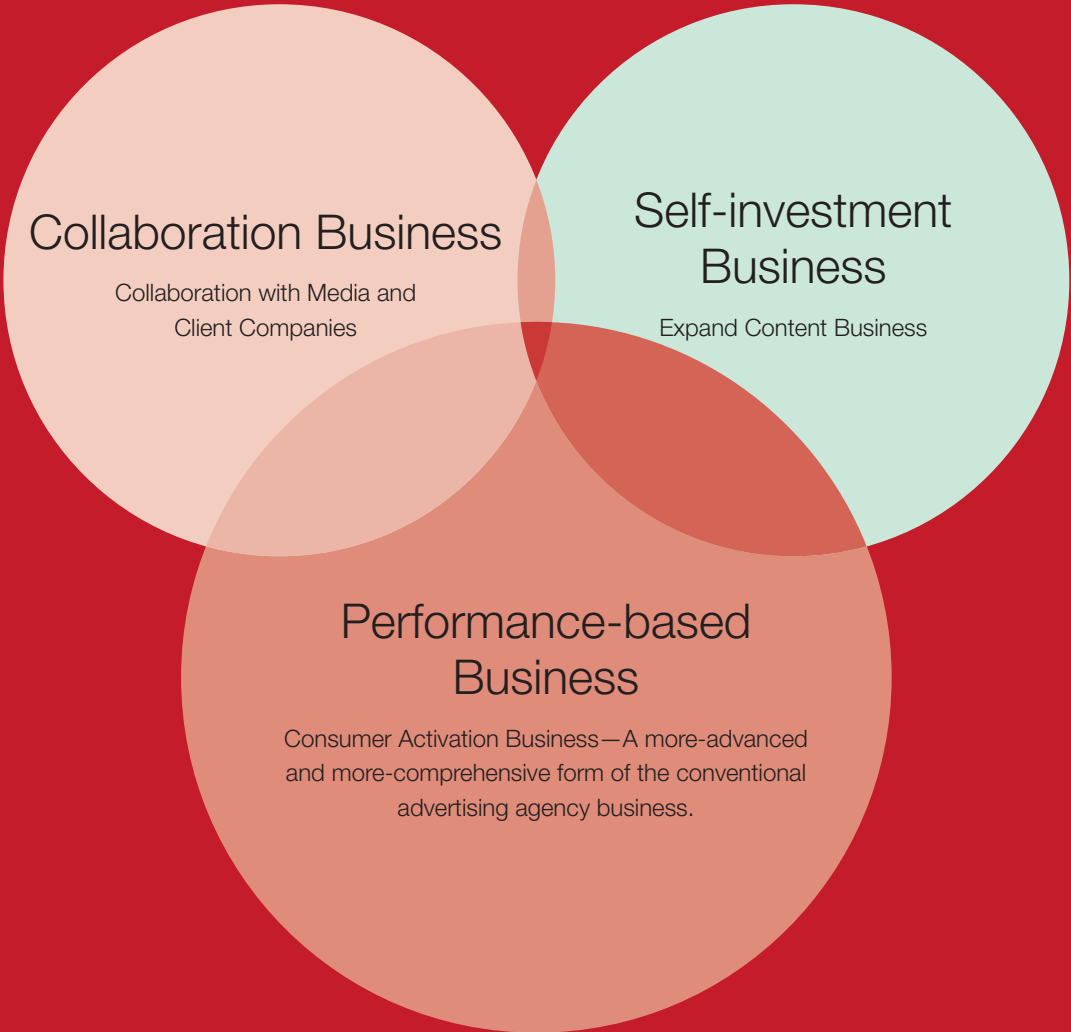 Collaboration Business
Collaboration with Media and
Client Companies
Self-investment
Business
Expand Content Business
Performance-based
Business
Consumer Activation Business—A more-advanced
and more-comprehensive form of the conventional
advertising agency business.